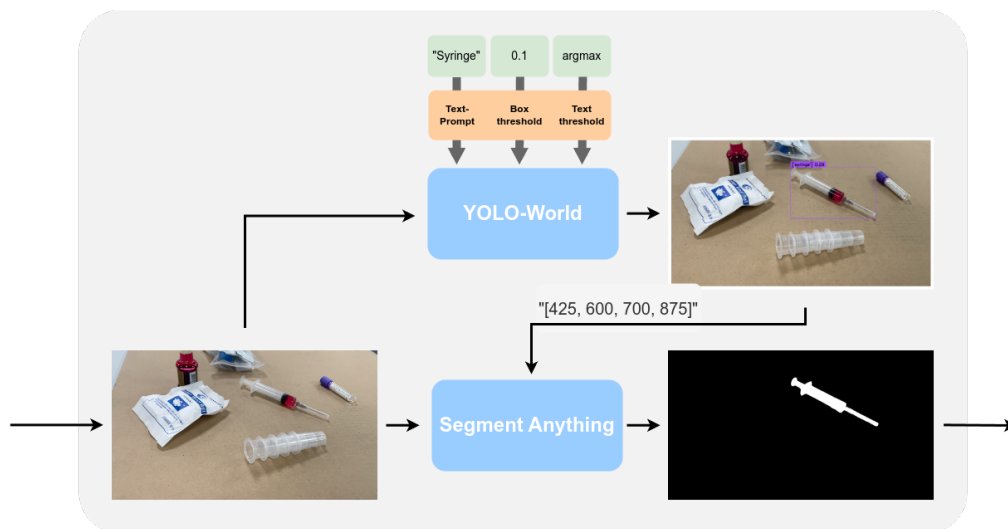 "Syringe"
0.1
argmax
Text-
Prompt
Box
threshold
Text
threshold
YOLO-World
"[425, 600, 700, 875]"
Segment Anything